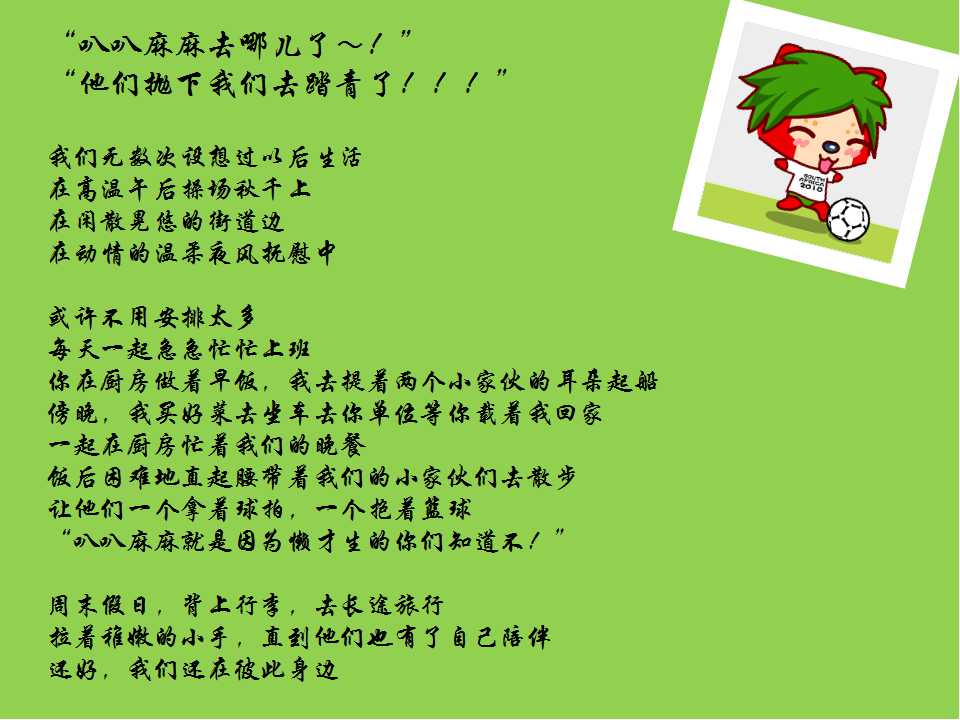 “叭叭麻麻去哪儿了～！”
“他们抛下我们去踏青了！！！”
我们无数次设想过以后生活
在高温午后操场秋千上
在闲散晃悠的街道边
在动情的温柔夜风抚慰中
或许不用安排太多
每天一起急急忙忙上班
你在厨房做着早饭，我去提着两个小家伙的耳朵起船
傍晚，我买好菜去坐车去你单位等你载着我回家
一起在厨房忙着我们的晚餐
饭后困难地直起腰带着我们的小家伙们去散步
让他们一个拿着球拍，一个抱着篮球
“叭叭麻麻就是因为懒才生的你们知道不！”
周末假日，背上行李，去长途旅行
拉着稚嫩的小手，直到他们也有了自己陪伴
还好，我们还在彼此身边
SOUTH
AFRICA
2010